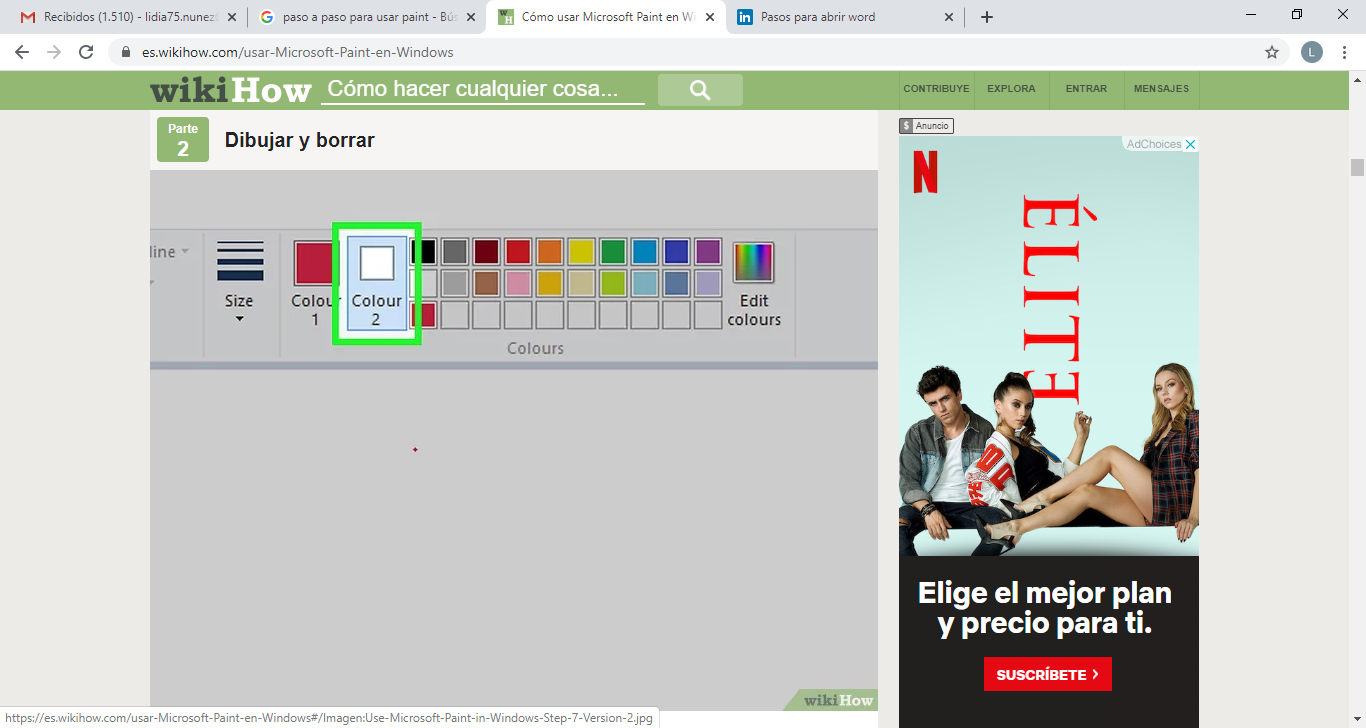 Recibidos (1.510) - lidia75.nunez
paso a paso para usar paint - Bús
Cómo usar Microsoft Paint en Wi
Pasos para abrir word
es.wikihow.com/usar-Microsoft-Paint-en-Windows
L
wikiHow
Cómo hacer cualquier cosa...
CONTRIBUYE
EXPLORA
ENTRAR
MENSAJES
Parte
2
Dibujar y borrar
line
Size
Colour
1
Colour
2
Edit
colours
Colours
wikiHow
$ Anuncio
AdChoices
N
ÉLITE
Elige el mejor plan
y precio para ti.
SUSCRÍBETE >
https://es.wikihow.com/usar-Microsoft-Paint-en-Windows#/Imagen:Use-Microsoft-Paint-in-Windows-Step-7-Version-2.jpg